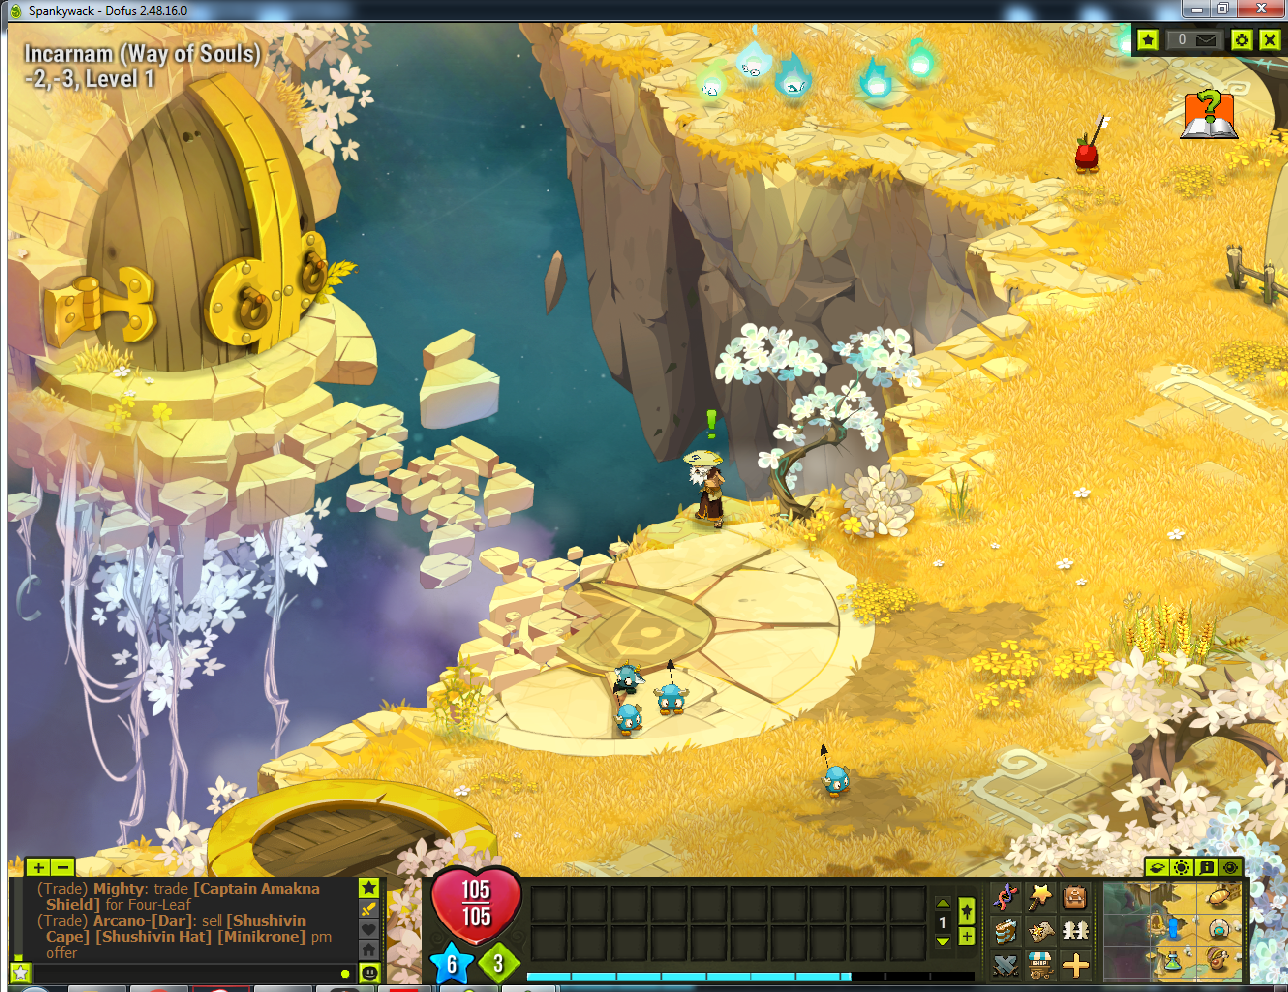 Spankywack - Dofus 2.48.16.0
Incarnam (Way of Souls)
-2,-3, Level 1
0
?
!
(Trade) Mighty: trade [Captain Amakna
Shield] for Four-Leaf
(Trade) Arcano-[Dar]: sell [Shushivin
Cape] [Shushivin Hat] [Minikrone] pm
offer
105
105
6
3
1
SHOP